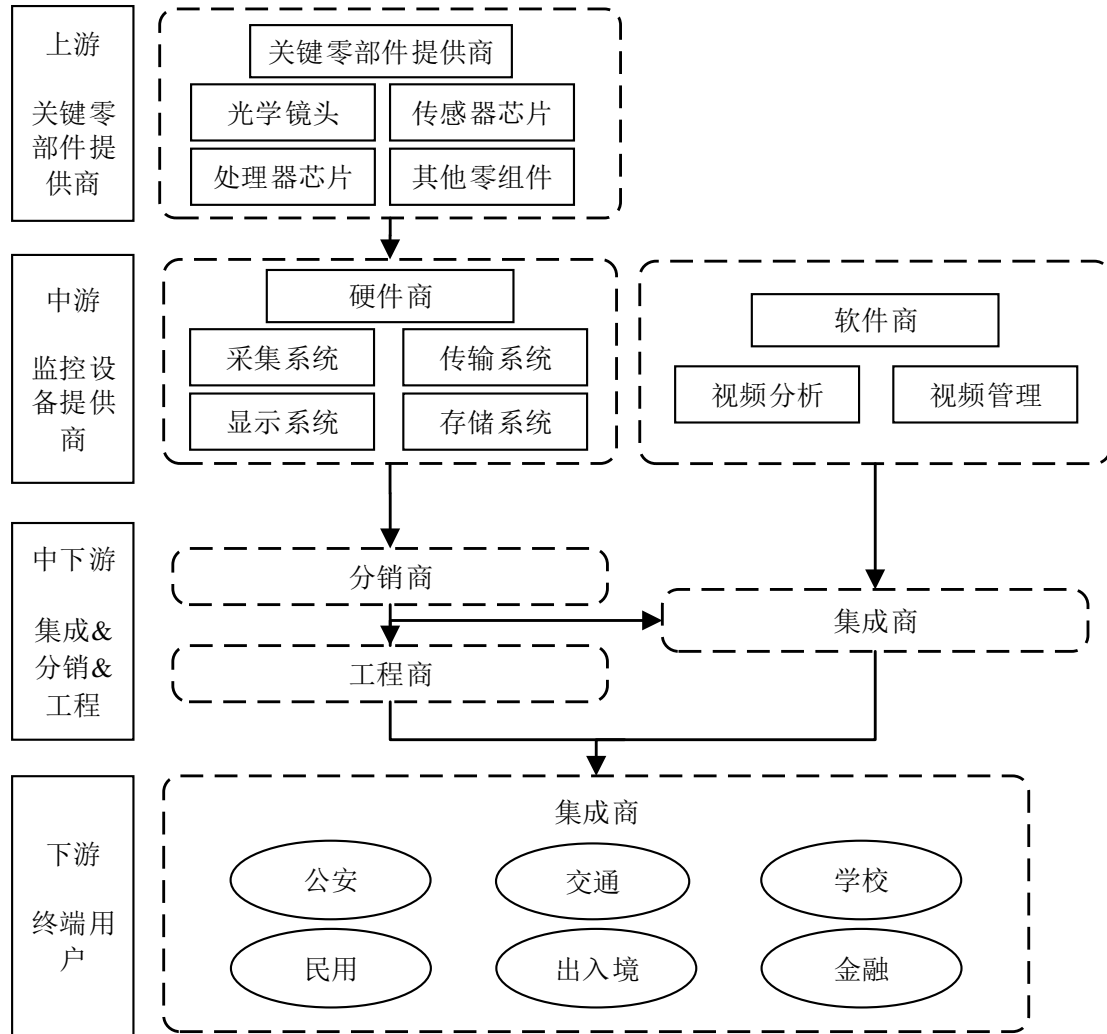 上游
关键零
部件提
供商
关键零部件提供商
光学镜头
传感器芯片
处理器芯片
其他零组件
中游
监控设
备提供
商
硬件商
采集系统
传输系统
显示系统
存储系统
软件商
视频分析
视频管理
中下游
集成&
分销&
工程
分销商
集成商
工程商
下游
终端用
户
集成商
公安
交通
学校
民用
出入境
金融